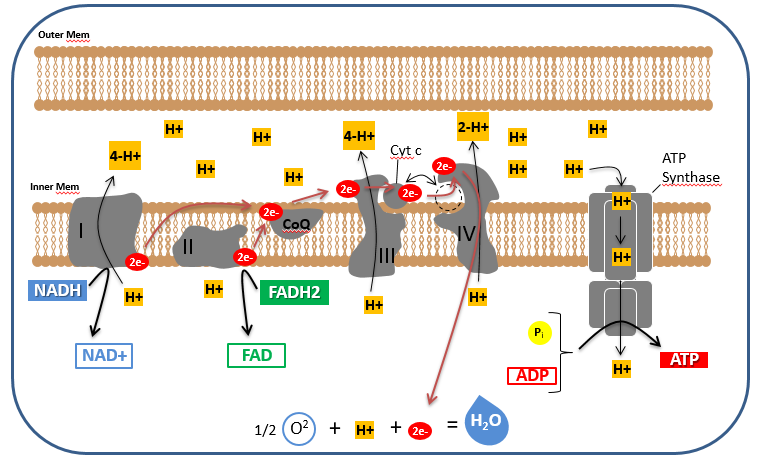 Outer Mem
H+
H+
4-H+
2-H+
H+
H+
4-H+
H+
H+
Cyt c
2e-
H+
H+
ATP
Synthase
Inner Mem
2e-
2e-
H+
2e-
I
II
CoQ
III
IV
2e-
2e-
H+
NADH
H+
H+
FADH2
H+
H+
Pi
NAD+
FAD
ADP
ATP
H+
1/2 O2 + H+ + 2e- = H2O